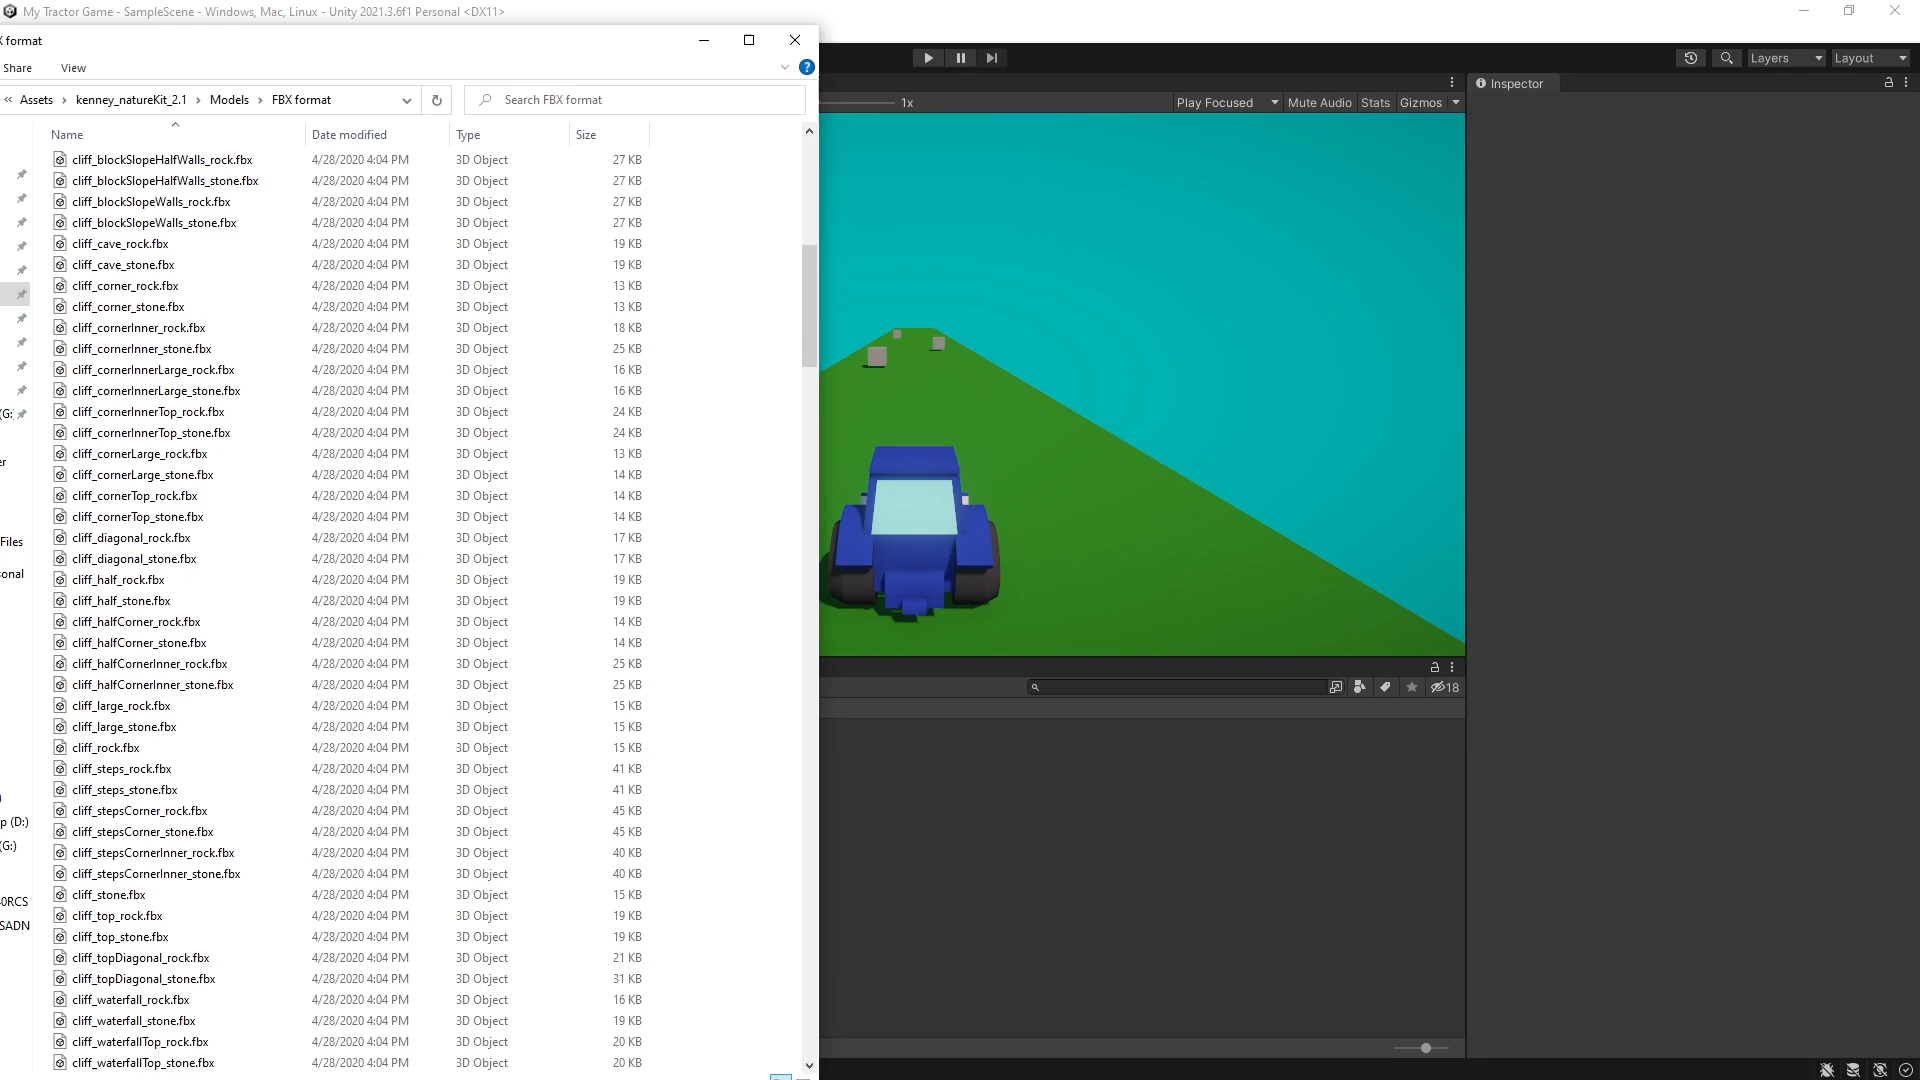 My Tractor Game - SampleScene - Windows, Mac, Linux - Unity 2021.3.6f1 Personal <DX11>
format
Share View
?
« Assets > kenney_natureKit_2.1 > Models > FBX format
Search FBX format
Name Date modified Type Size
cliff_blockSlopeHalfWalls_rock.fbx 4/28/2020 4:04 PM 3D Object 27 KB
cliff_blockSlopeHalfWalls_stone.fbx 4/28/2020 4:04 PM 3D Object 27 KB
cliff_blockSlopeWalls_rock.fbx 4/28/2020 4:04 PM 3D Object 27 KB
cliff_blockSlopeWalls_stone.fbx 4/28/2020 4:04 PM 3D Object 27 KB
cliff_cave_rock.fbx 4/28/2020 4:04 PM 3D Object 19 KB
cliff_cave_stone.fbx 4/28/2020 4:04 PM 3D Object 19 KB
cliff_corner_rock.fbx 4/28/2020 4:04 PM 3D Object 13 KB
cliff_corner_stone.fbx 4/28/2020 4:04 PM 3D Object 13 KB
cliff_cornerInner_rock.fbx 4/28/2020 4:04 PM 3D Object 18 KB
cliff_cornerInner_stone.fbx 4/28/2020 4:04 PM 3D Object 25 KB
cliff_cornerInnerLarge_rock.fbx 4/28/2020 4:04 PM 3D Object 16 KB
cliff_cornerInnerLarge_stone.fbx 4/28/2020 4:04 PM 3D Object 16 KB
cliff_cornerInnerTop_rock.fbx 4/28/2020 4:04 PM 3D Object 24 KB
cliff_cornerInnerTop_stone.fbx 4/28/2020 4:04 PM 3D Object 24 KB
cliff_cornerLarge_rock.fbx 4/28/2020 4:04 PM 3D Object 13 KB
cliff_cornerLarge_stone.fbx 4/28/2020 4:04 PM 3D Object 14 KB
cliff_cornerTop_rock.fbx 4/28/2020 4:04 PM 3D Object 14 KB
cliff_cornerTop_stone.fbx 4/28/2020 4:04 PM 3D Object 14 KB
cliff_diagonal_rock.fbx 4/28/2020 4:04 PM 3D Object 17 KB
cliff_diagonal_stone.fbx 4/28/2020 4:04 PM 3D Object 17 KB
cliff_half_rock.fbx 4/28/2020 4:04 PM 3D Object 19 KB
cliff_half_stone.fbx 4/28/2020 4:04 PM 3D Object 19 KB
cliff_halfCorner_rock.fbx 4/28/2020 4:04 PM 3D Object 14 KB
cliff_halfCorner_stone.fbx 4/28/2020 4:04 PM 3D Object 14 KB
cliff_halfCornerInner_rock.fbx 4/28/2020 4:04 PM 3D Object 25 KB
cliff_halfCornerInner_stone.fbx 4/28/2020 4:04 PM 3D Object 25 KB
cliff_large_rock.fbx 4/28/2020 4:04 PM 3D Object 15 KB
cliff_large_stone.fbx 4/28/2020 4:04 PM 3D Object 15 KB
cliff_rock.fbx 4/28/2020 4:04 PM 3D Object 15 KB
cliff_steps_rock.fbx 4/28/2020 4:04 PM 3D Object 41 KB
cliff_steps_stone.fbx 4/28/2020 4:04 PM 3D Object 41 KB
cliff_stepsCorner_rock.fbx 4/28/2020 4:04 PM 3D Object 45 KB
cliff_stepsCorner_stone.fbx 4/28/2020 4:04 PM 3D Object 45 KB
cliff_stepsCornerInner_rock.fbx 4/28/2020 4:04 PM 3D Object 40 KB
cliff_stepsCornerInner_stone.fbx 4/28/2020 4:04 PM 3D Object 40 KB
cliff_stone.fbx 4/28/2020 4:04 PM 3D Object 15 KB
cliff_top_rock.fbx 4/28/2020 4:04 PM 3D Object 19 KB
cliff_top_stone.fbx 4/28/2020 4:04 PM 3D Object 19 KB
cliff_topDiagonal_rock.fbx 4/28/2020 4:04 PM 3D Object 21 KB
cliff_topDiagonal_stone.fbx 4/28/2020 4:04 PM 3D Object 31 KB
cliff_waterfall_rock.fbx 4/28/2020 4:04 PM 3D Object 16 KB
cliff_waterfall_stone.fbx 4/28/2020 4:04 PM 3D Object 19 KB
cliff_waterfallTop_rock.fbx 4/28/2020 4:04 PM 3D Object 20 KB
cliff_waterfallTop_stone.fbx 4/28/2020 4:04 PM 3D Object 20 KB
(G:
er
Files
onal
p (D:)
(G:)
0RCS
SADN
Layers Layout
Inspector
1x Play Focused Mute Audio Stats Gizmos
18